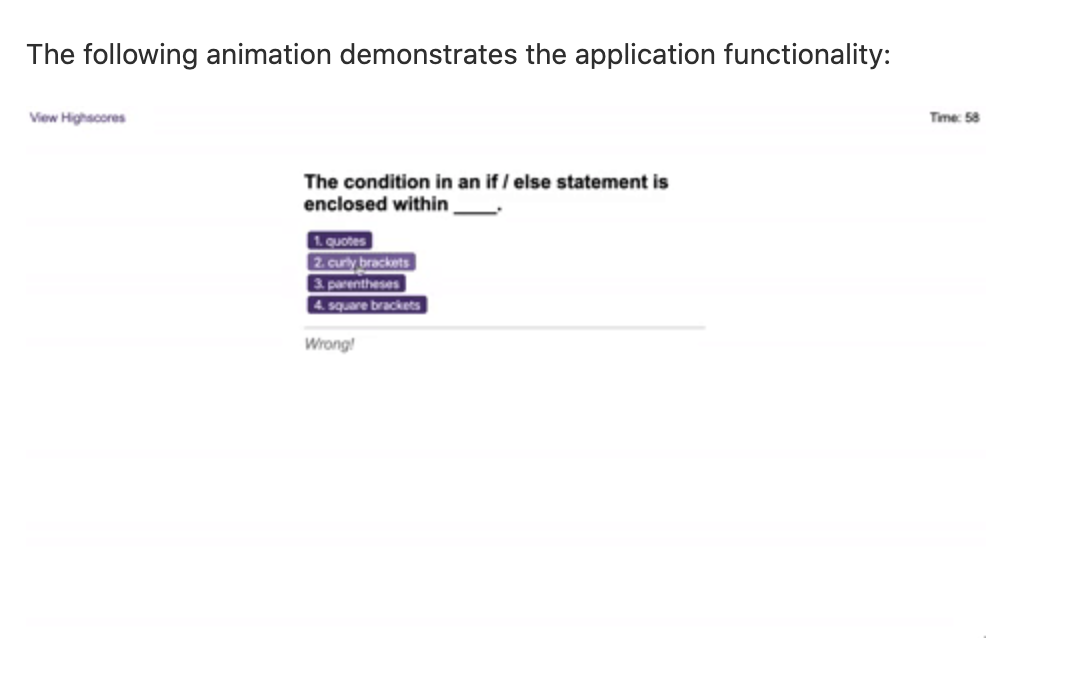 The following animation demonstrates the application functionality:
View Highscores
Time: 58
The condition in an if / else statement is
enclosed within ____.
1. quotes
2. curly brackets
3. parentheses
4. square brackets
Wrong!